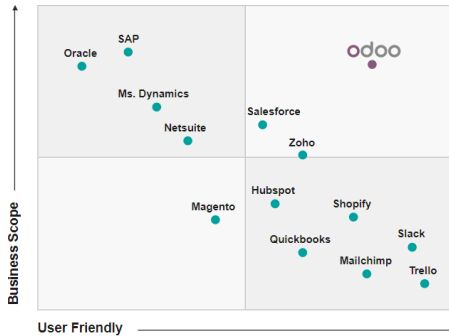 SAP
Oracle
odoo
Ms. Dynamics
Salesforce
Netsuite
Zoho
Hubspot
Magento
Shopify
Quickbooks
Slack
Mailchimp
Trello
Business Scope
User Friendly